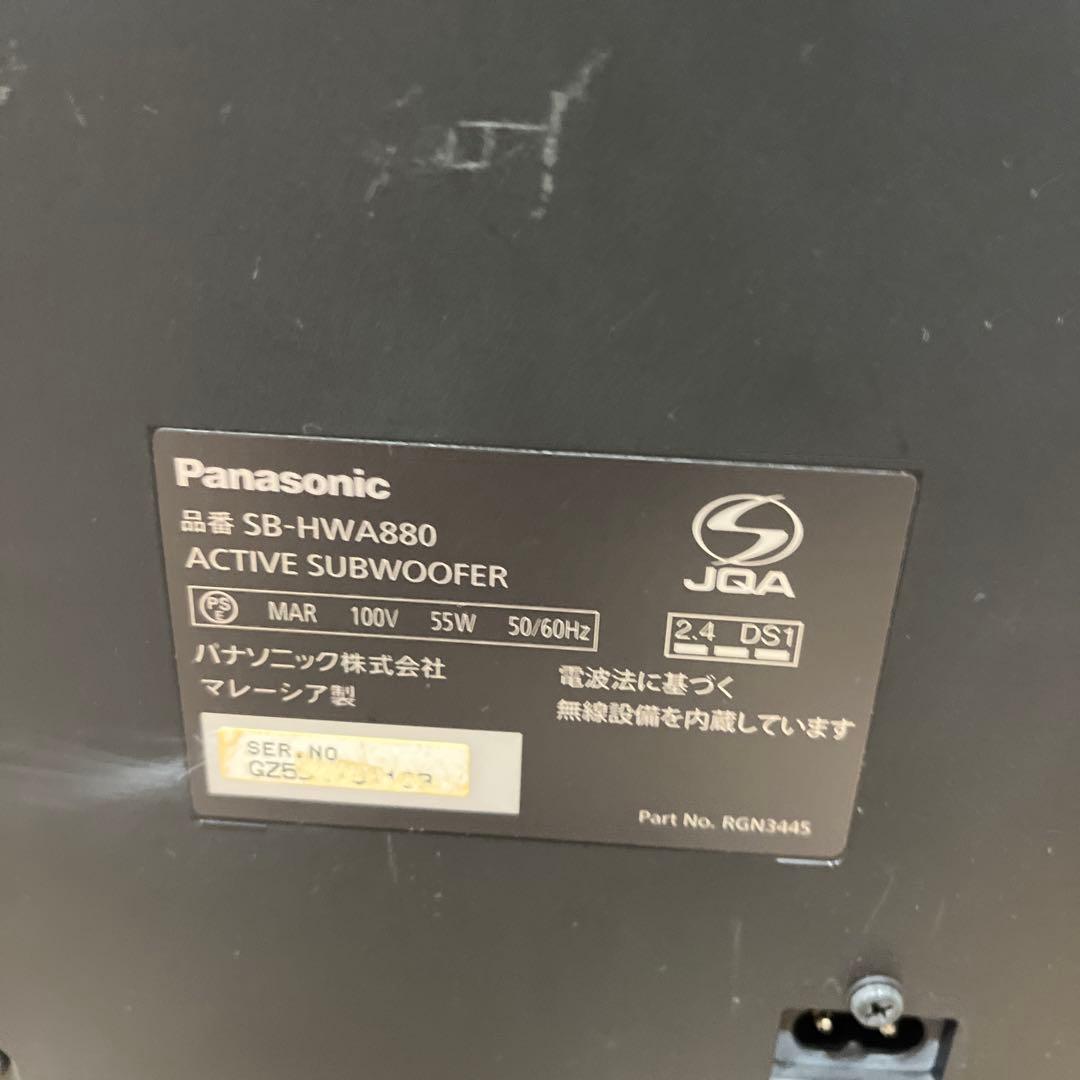 Panasonic
品番 SB-HWA880
ACTIVE SUBWOOFER
PS E MAR 100V 55W 50/60Hz
パナソニック株式会社
マレーシア製
SER.NO
JQA
2.4 DS1
電波法に基づく
無線設備を内蔵しています
Part No. RGN3445